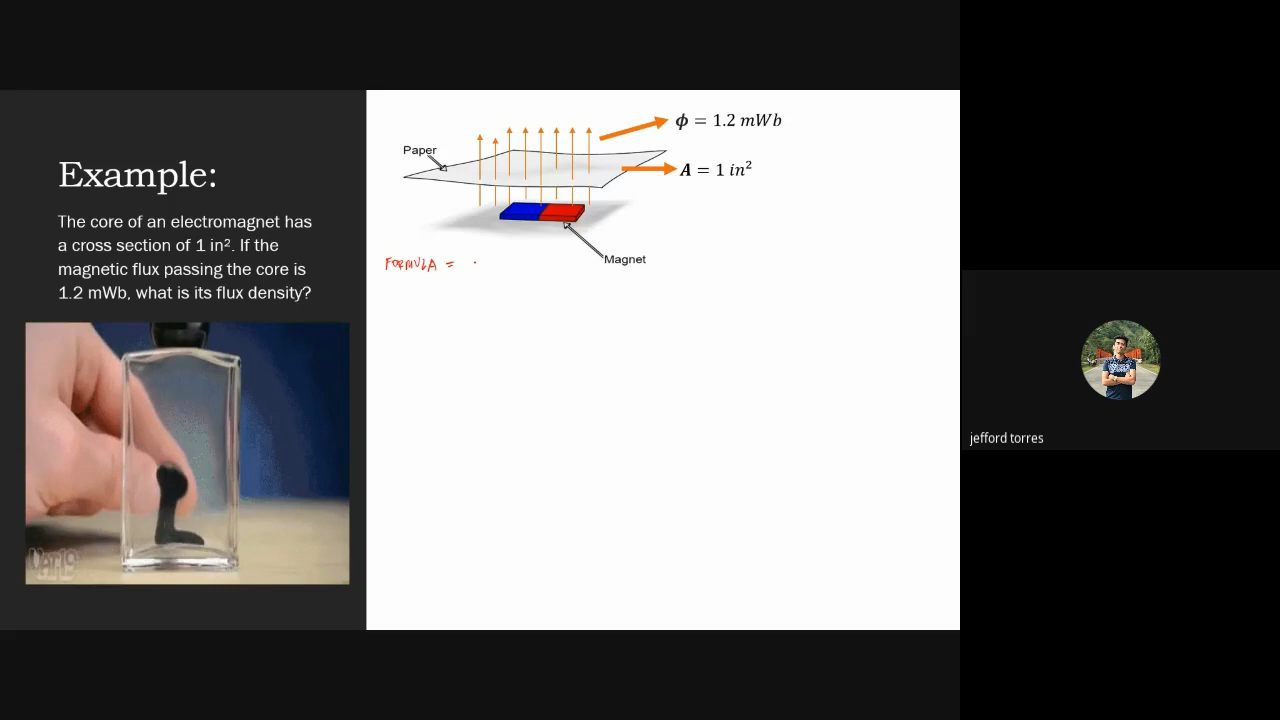 Example:
The core of an electromagnet has
a cross section of 1 in². If the
magnetic flux passing the core is
1.2 mWb, what is its flux density?
VAT19
Paper
ϕ = 1.2 mWb
A = 1 in²
Magnet
FORMULA =
jefford torres